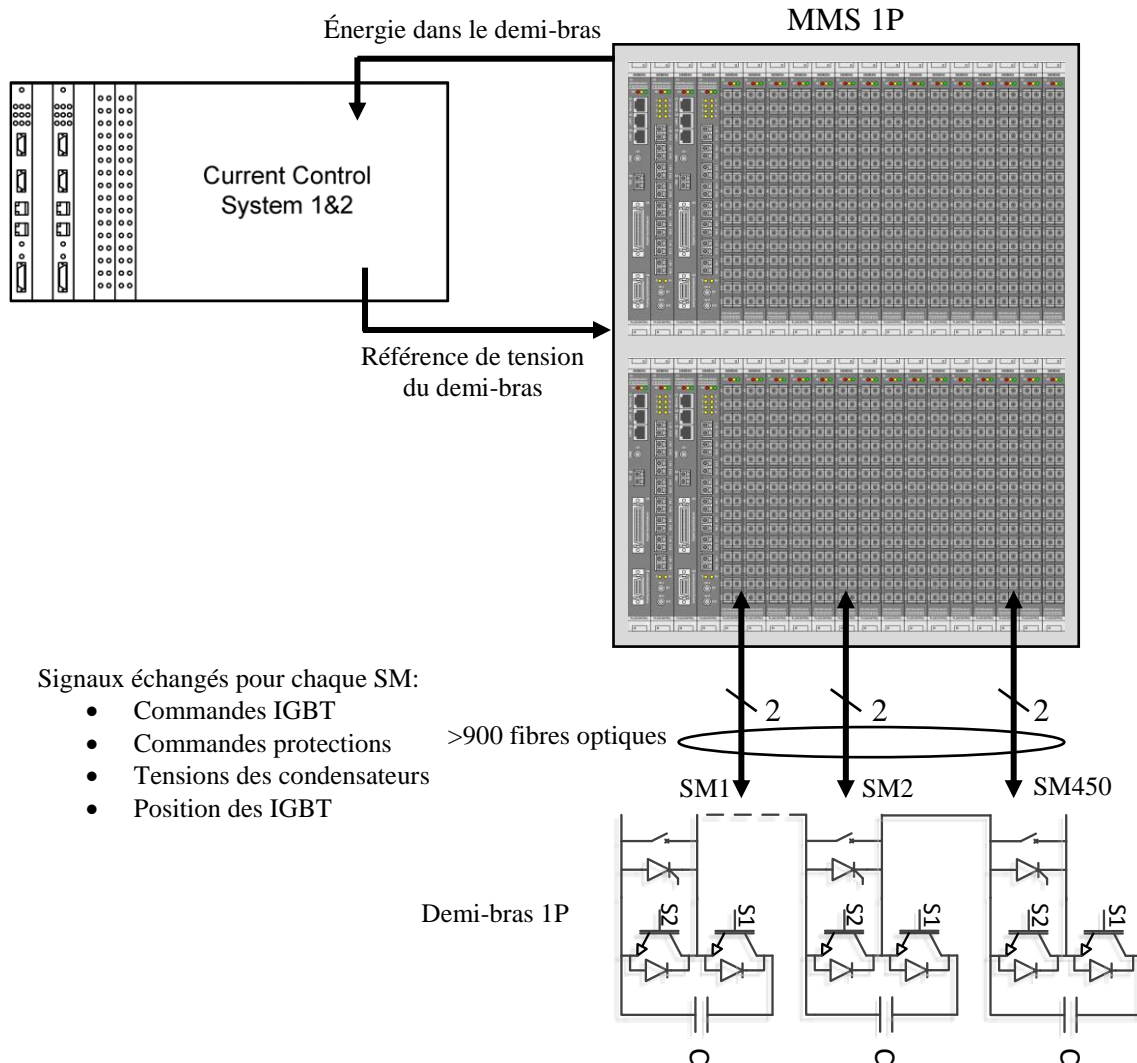 MMS 1P
Énergie dans le demi-bras
Current Control
System 1&2
Référence de tension
du demi-bras
Signaux échangés pour chaque SM:
• Commandes IGBT
• Commandes protections
• Tensions des condensateurs
• Position des IGBT
2 2 2
>900 fibres optiques
SM1 SM2 SM450
Demi-bras 1P
S2 S1 S2 S1 S2 S1
C C C